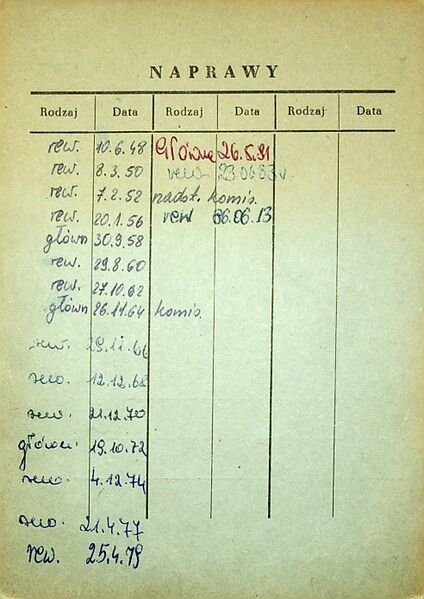 NAPRAWY
Rodzaj Data Rodzaj Data Rodzaj Data
rew. 10.6.48 Główna 26.5.81
rew. 8.3.50 rew. 23.06.83
rew. 7.2.52 nadst. komis.
rew. 20.1.56 rew 86.06.13
główn 30.9.58
rew. 29.8.60
rew. 27.10.62
główn 26.11.64 komis.
rew. 25.11.66
rew. 12.12.68
rew. 21.12.70
główn. 19.10.72
rew. 4.12.74
rew. 21.4.77
rew. 25.4.79